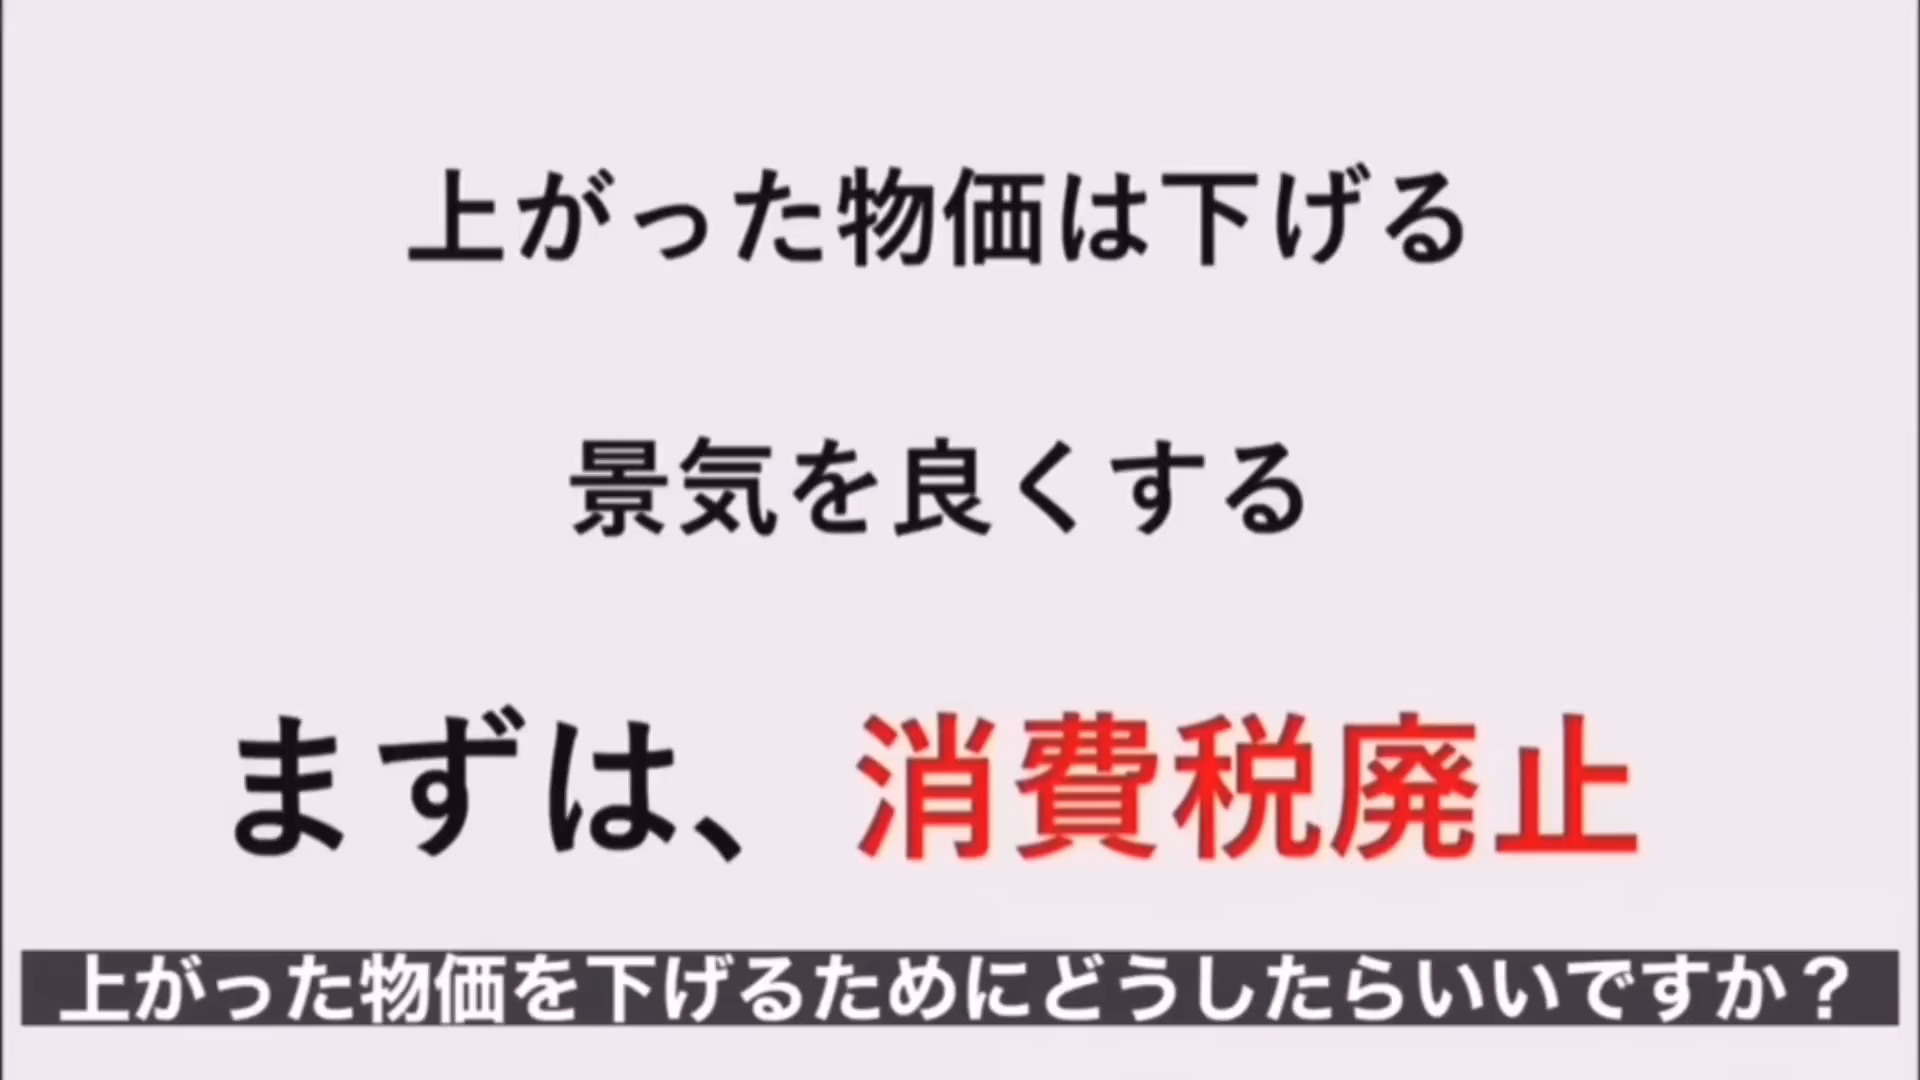 上がった物価は下げる
景気を良くする
まずは、消費税廃止
上がった物価を下げるためにどうしたらいいですか？